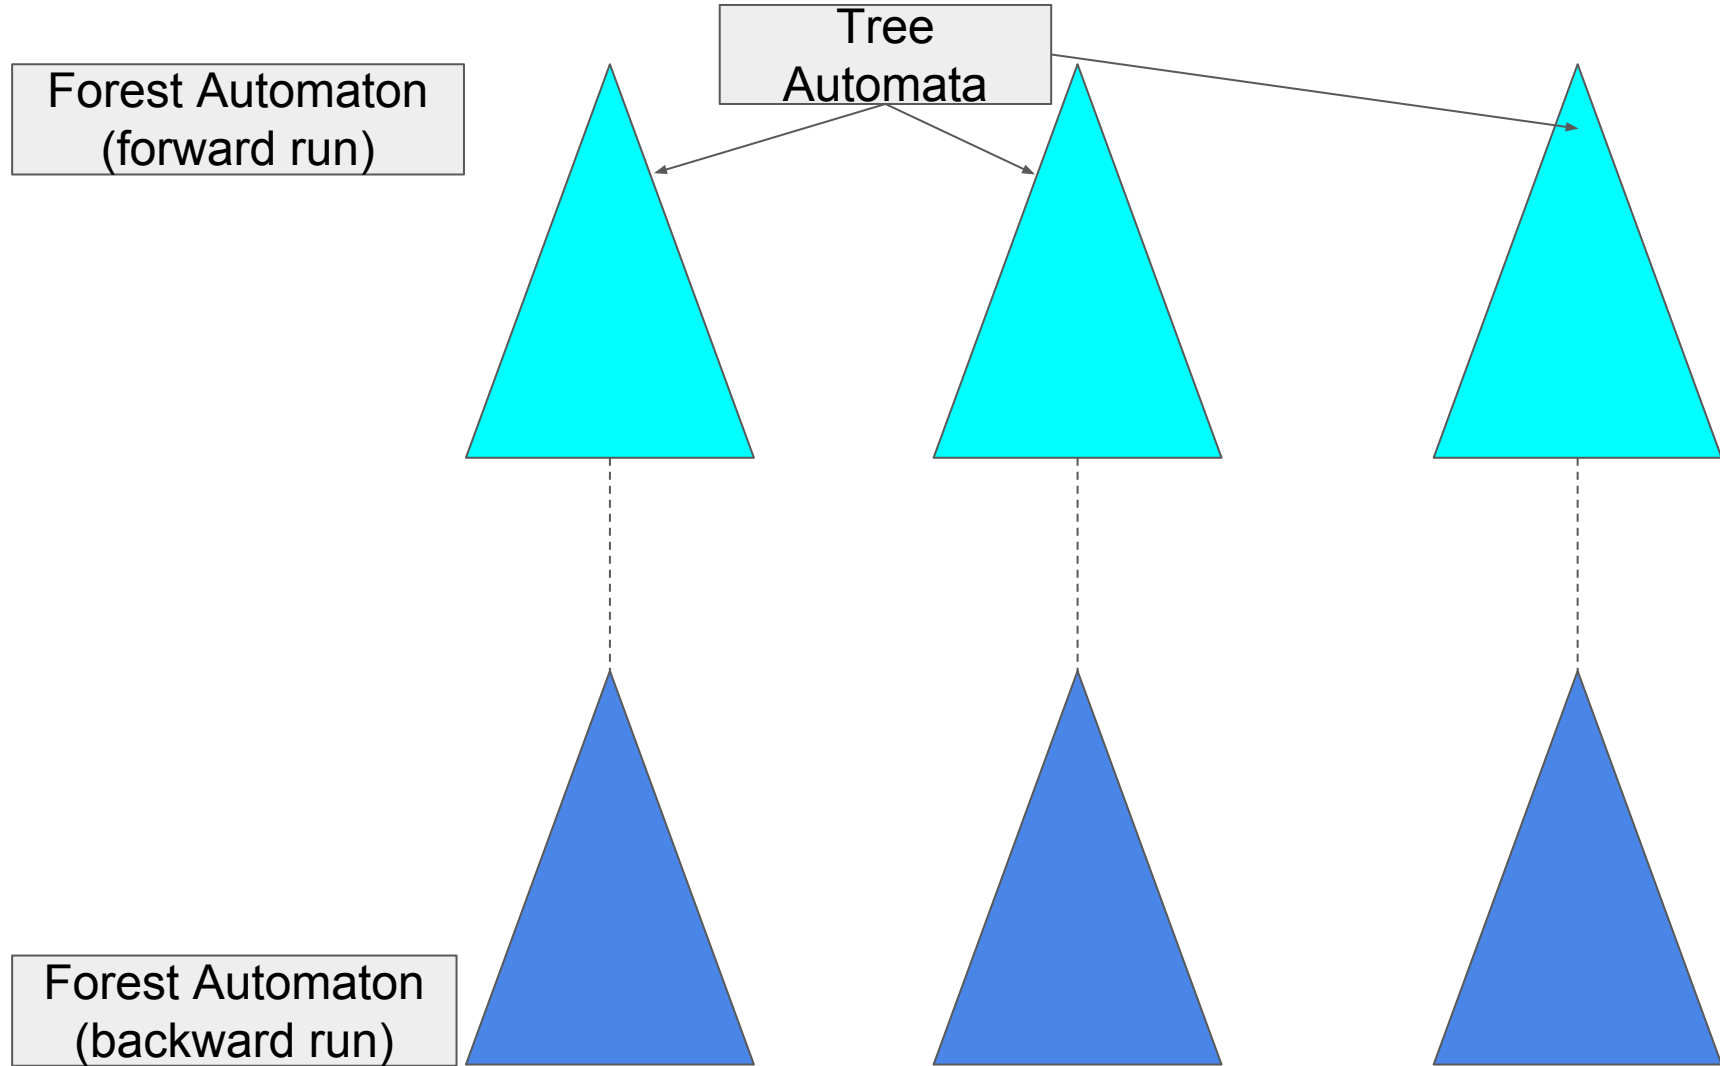 Tree
Automata
Forest Automaton
(forward run)
Forest Automaton
(backward run)